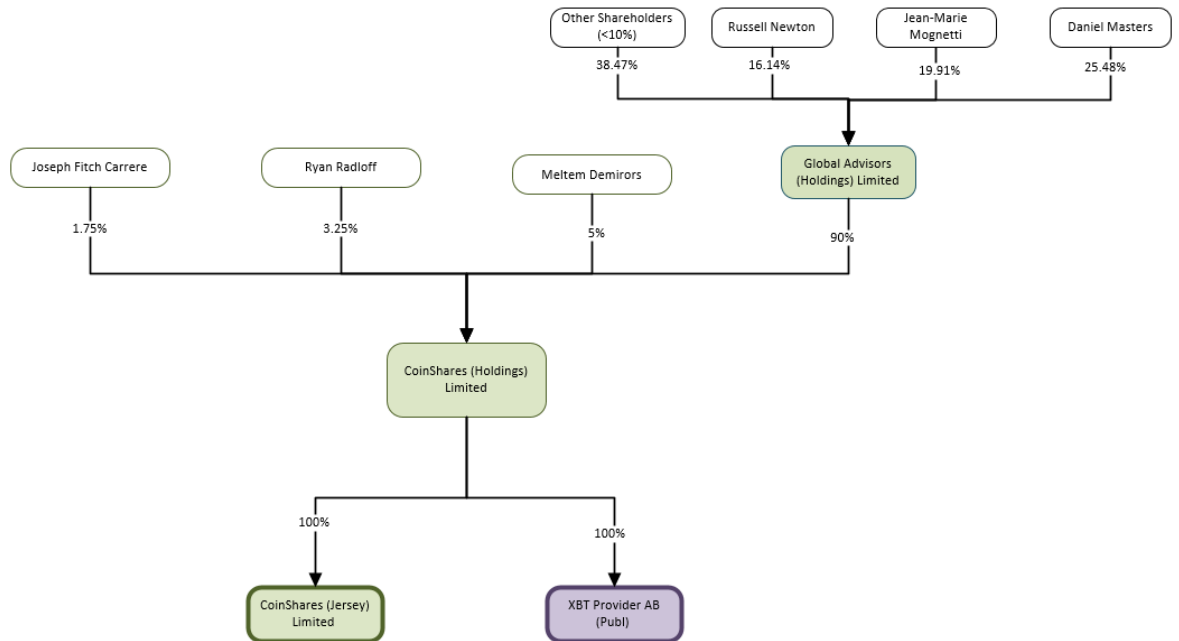 Other Shareholders
(<10%)
Russell Newton
Jean-Marie
Mognetti
Daniel Masters
38.47%
16.14%
19.91%
25.48%
Joseph Fitch Carrere
Ryan Radloff
Meltem Demirors
Global Advisors
(Holdings) Limited
1.75%
3.25%
5%
90%
CoinShares (Holdings)
Limited
100%
100%
CoinShares (Jersey)
Limited
XBT Provider AB
(Publ)